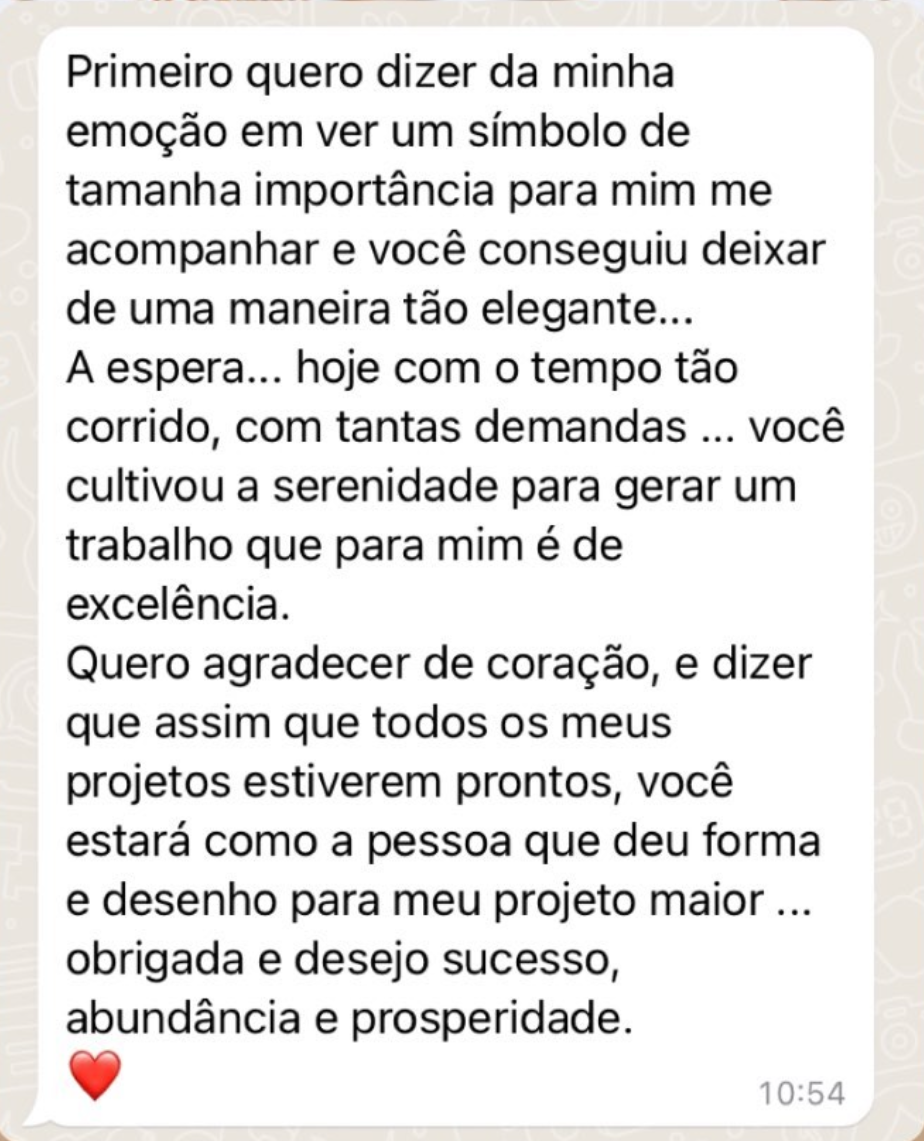 Primeiro quero dizer da minha
emoção em ver um símbolo de
tamanha importância para mim me
acompanhar e você conseguiu deixar
de uma maneira tão elegante...
A espera... hoje com o tempo tão
corrido, com tantas demandas ... você
cultivou a serenidade para gerar um
trabalho que para mim é de
excelência.
Quero agradecer de coração, e dizer
que assim que todos os meus
projetos estiverem prontos, você
estará como a pessoa que deu forma
e desenho para meu projeto maior ...
obrigada e desejo sucesso,
abundância e prosperidade.
❤️
10:54